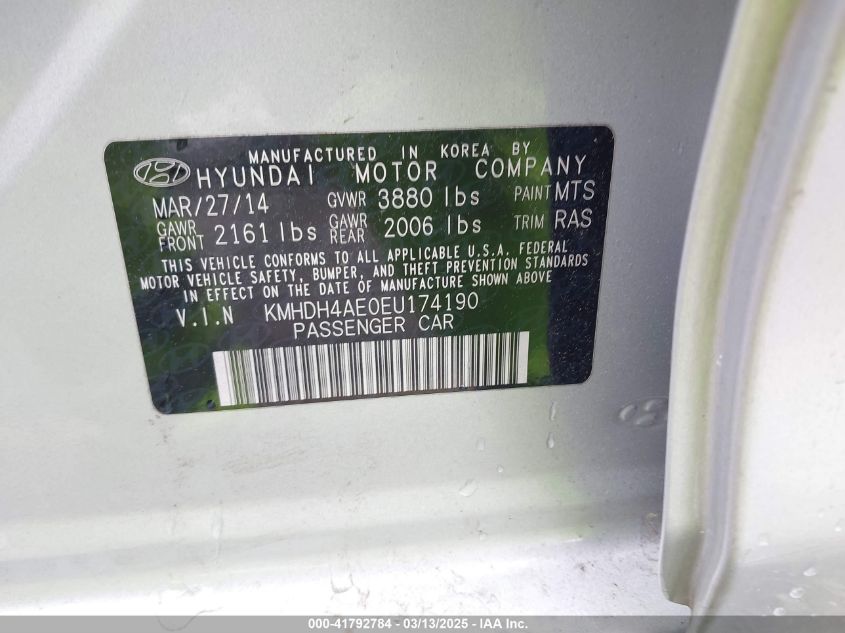 MANUFACTURED IN KOREA BY
HYUNDAI MOTOR COMPANY
MAR/27/14 GVWR 3880 lbs PAINT MTS
GAWR FRONT 2161 lbs GAWR REAR 2006 lbs TRIM RAS
THIS VEHICLE CONFORMS TO ALL APPLICABLE U.S.A. FEDERAL
MOTOR VEHICLE SAFETY, BUMPER, AND THEFT PREVENTION STANDARDS
IN EFFECT ON THE DATE OF MANUFACTURE SHOWN ABOVE.
V.I.N KMHDH4AE0EU174190
PASSENGER CAR
000-41792784 - 03/13/2025 - IAA Inc.